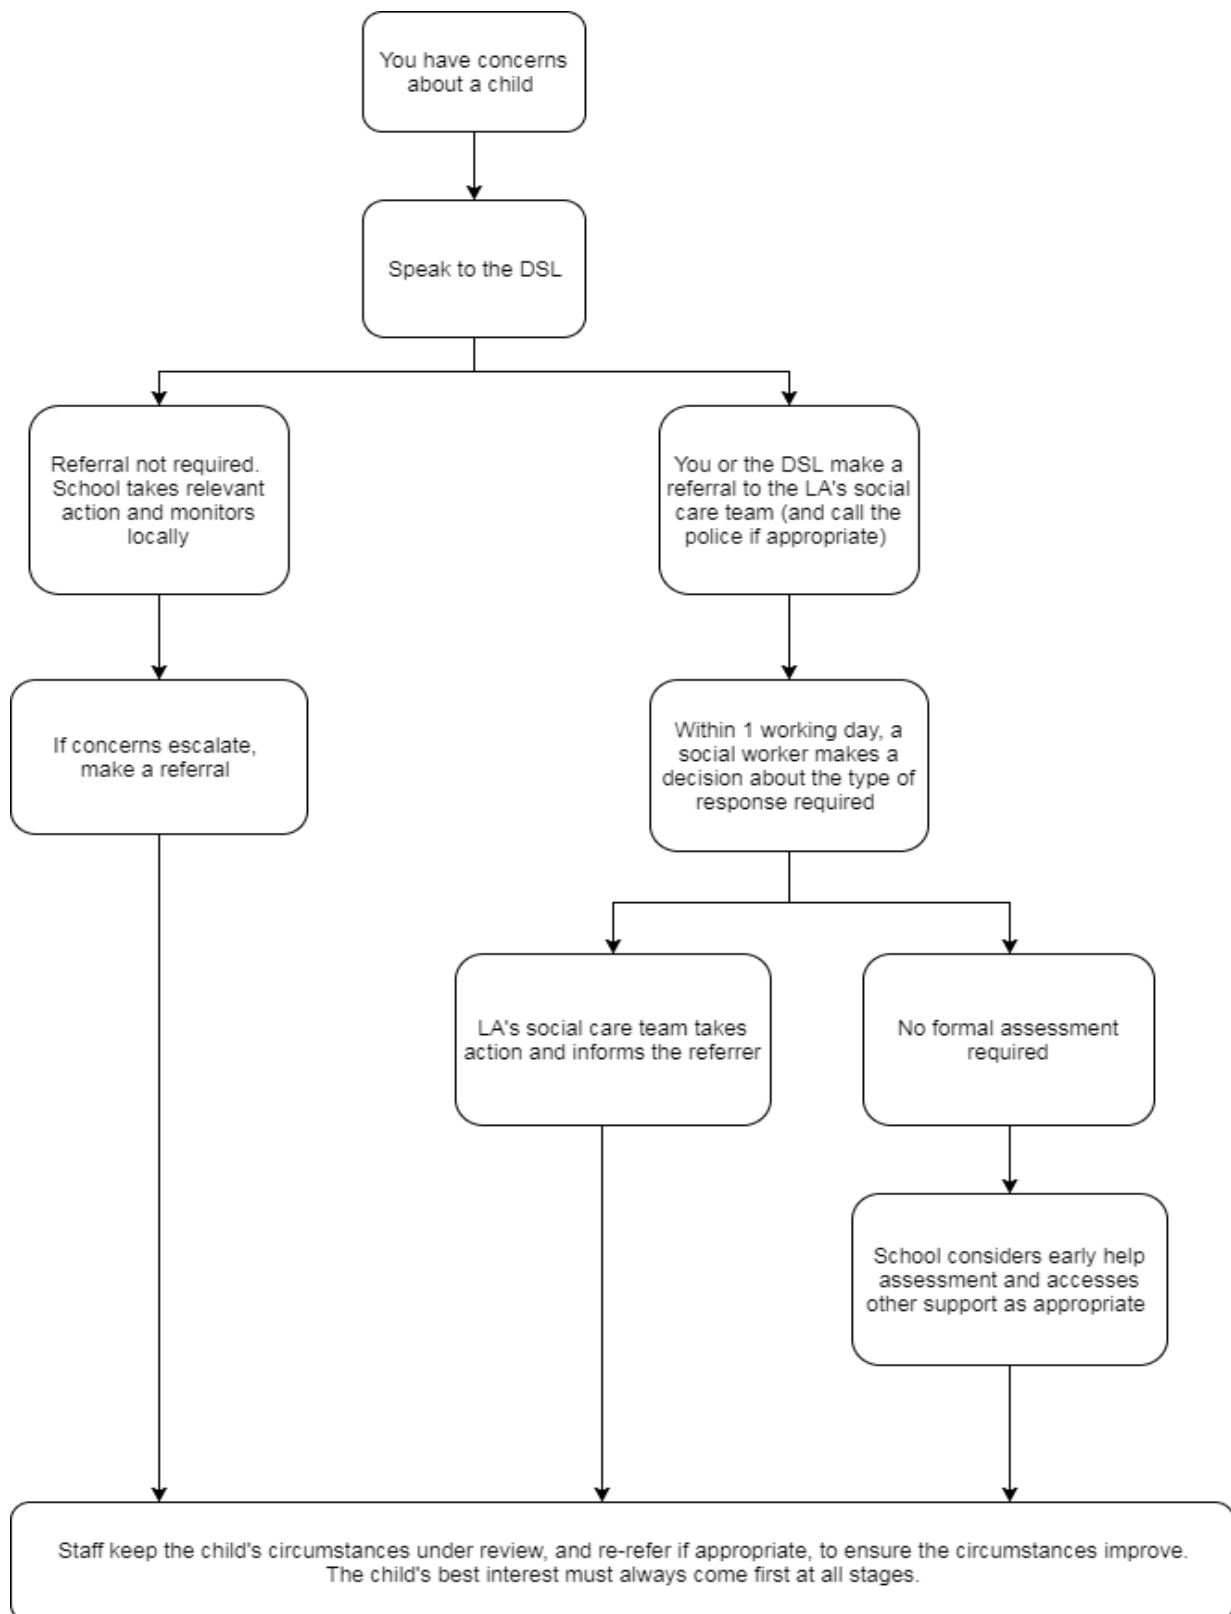 You have concerns
about a child
Speak to the DSL
Referral not required.
School takes relevant
action and monitors
locally
You or the DSL make a
referral to the LA's social
care team (and call the
police if appropriate)
If concerns escalate,
make a referral
Within 1 working day, a
social worker makes a
decision about the type of
response required
LA's social care team takes
action and informs the referrer
No formal assessment
required
School considers early help
assessment and accesses
other support as appropriate
Staff keep the child's circumstances under review, and re-refer if appropriate, to ensure the circumstances improve.
The child's best interest must always come first at all stages.